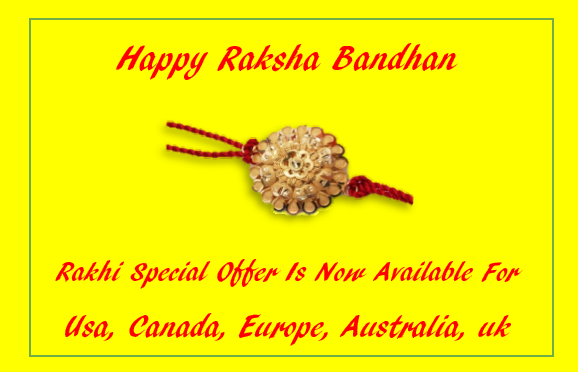 Happy Raksha Bandhan
Rakhi Special Offer Is Now Available For
Usa, Canada, Europe, Australia, uk